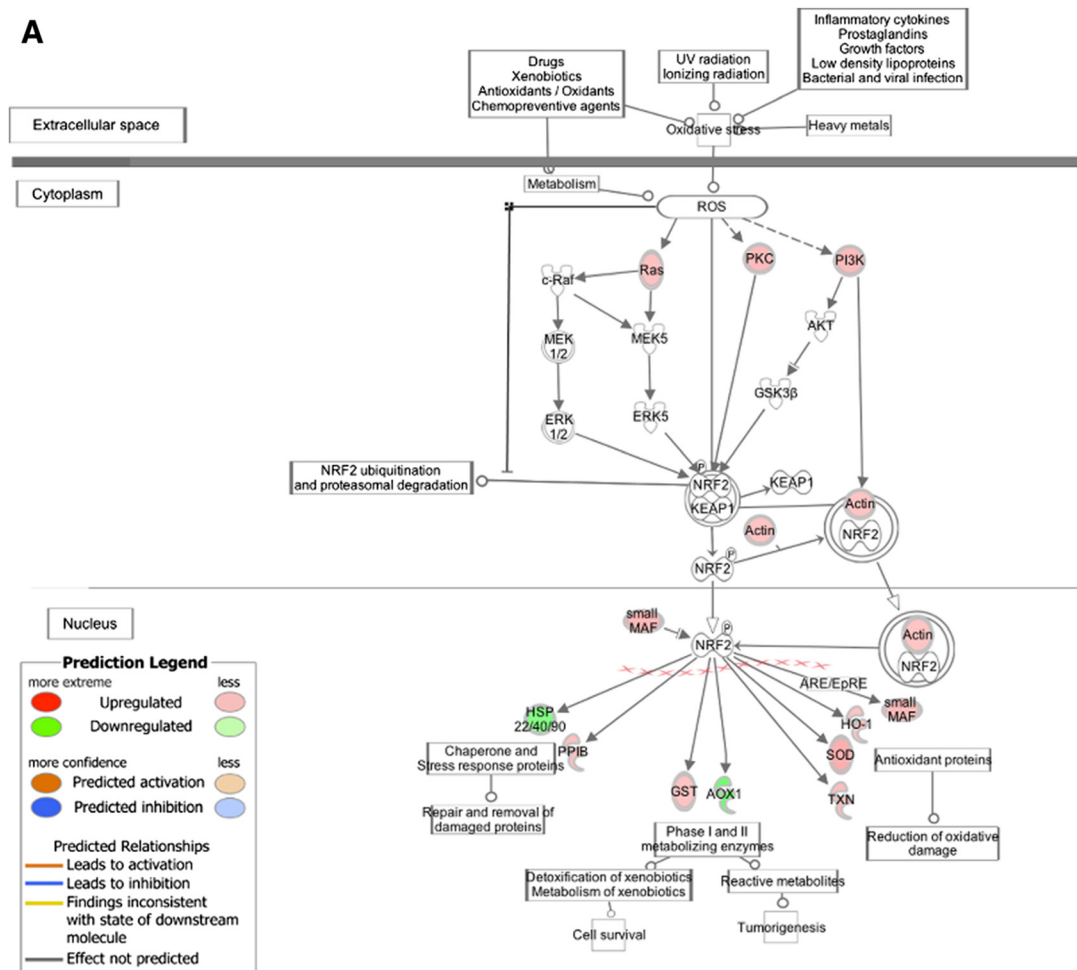 A
Inflammatory cytokines
Prostaglandins
Growth factors
Low density lipoproteins
Bacterial and viral infection
UV radiation
Ionizing radiation
Drugs
Xenobiotics
Antioxidants / Oxidants
Chemopreventive agents
Extracellular space
Oxidative stress
Heavy metals
Cytoplasm
Metabolism
ROS
Ras
PKC
PI3K
c-Raf
AKT
MEK
1/2
MEK5
GSK3β
ERK
1/2
ERK5
NRF2 ubiquitination
and proteasomal degradation
P
NRF2
KEAP1
KEAP1
Actin
NRF2
Actin
NRF2
P
Nucleus
small
MAF
NRF2
P
Actin
NRF2
ARE/EpRE
small
MAF
HO-1
HSP
22/40/90
PPIB
SOD
GST
AOX1
TXN
Chaperone and
Stress response proteins
Repair and removal of
damaged proteins
Antioxidant proteins
Reduction of oxidative
damage
Phase I and II
metabolizing enzymes
Detoxification of xenobiotics
Metabolism of xenobiotics
Reactive metabolites
Cell survival
Tumorigenesis
Prediction Legend
more extreme less
Upregulated
Downregulated
more confidence less
Predicted activation
Predicted inhibition
Predicted Relationships
Leads to activation
Leads to inhibition
Findings inconsistent
with state of downstream
molecule
Effect not predicted